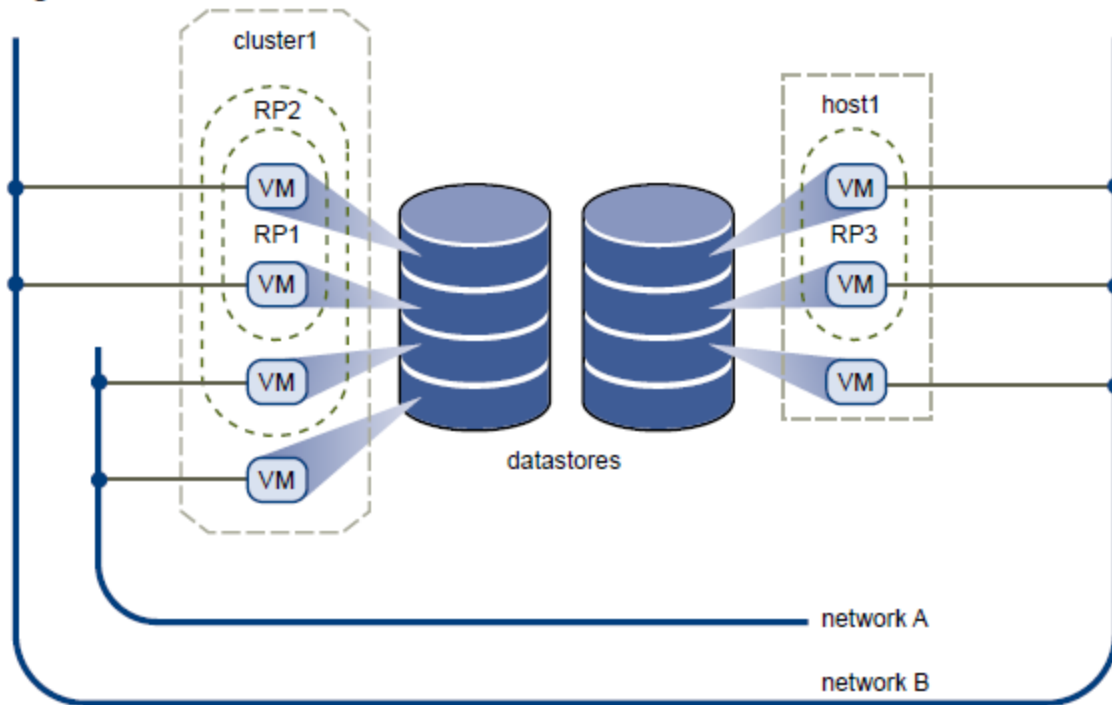 cluster1
RP2
VM
RP1
VM
VM
VM
host1
VM
RP3
VM
VM
datastores
network A
network B